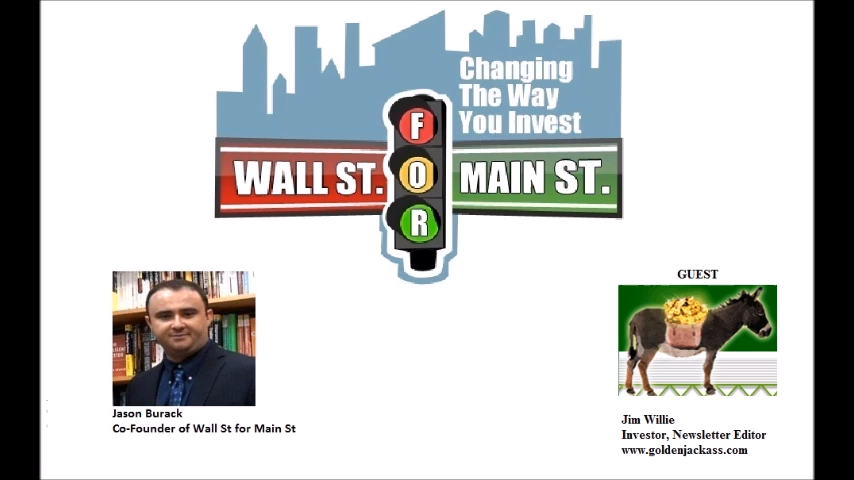 Changing
The Way
You Invest
WALL ST. FOR MAIN ST.
GUEST
Jason Burack
Co-Founder of Wall St for Main St
Jim Willie
Investor, Newsletter Editor
www.goldenjackass.com